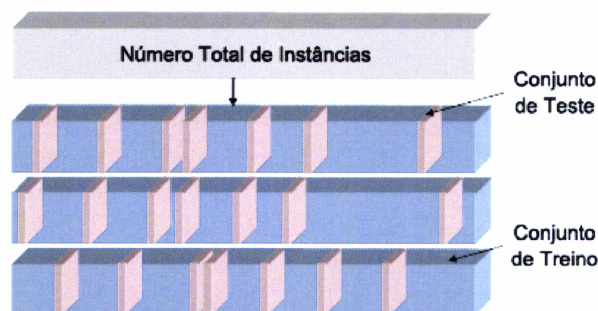 Número Total de Instâncias
Conjunto
de Teste
Conjunto
de Treino